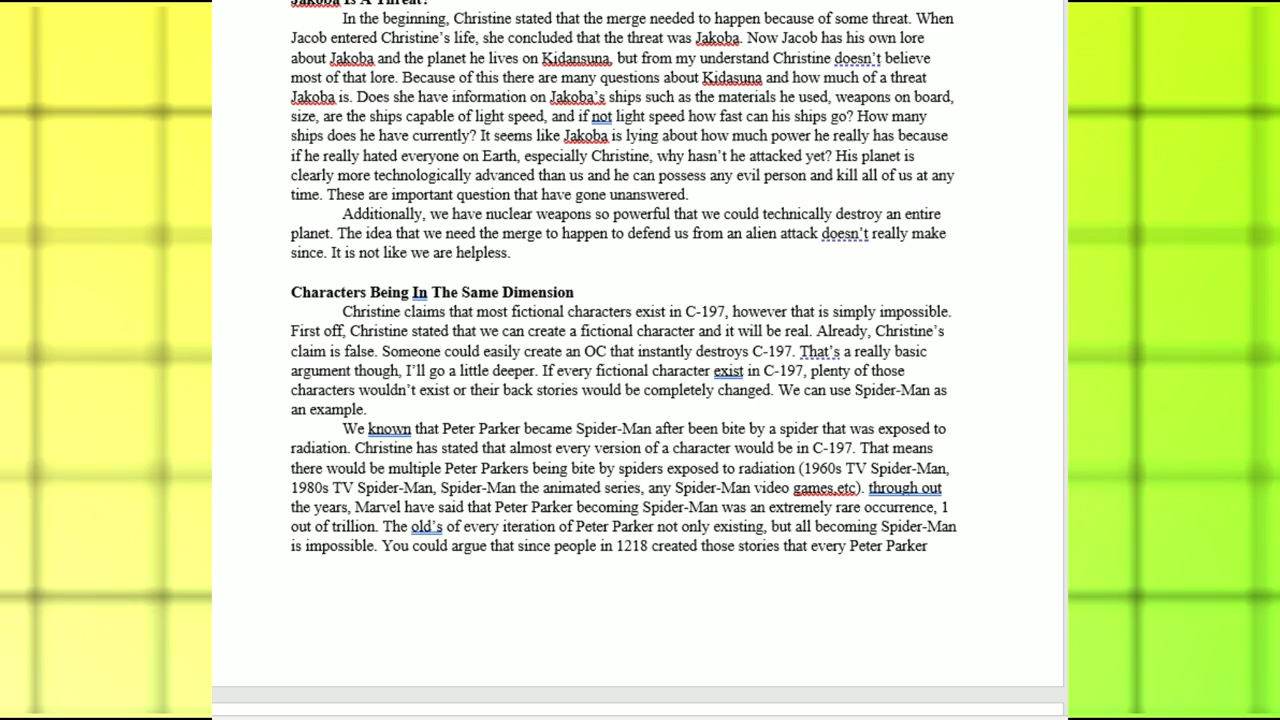 Jakoba Is A Threat?
In the beginning, Christine stated that the merge needed to happen because of some threat. When
Jacob entered Christine's life, she concluded that the threat was Jakoba. Now Jacob has his own lore
about Jakoba and the planet he lives on Kidansuna, but from my understand Christine doesn't believe
most of that lore. Because of this there are many questions about Kidasuna and how much of a threat
Jakoba is. Does she have information on Jakoba's ships such as the materials he used, weapons on board,
size, are the ships capable of light speed, and if not light speed how fast can his ships go? How many
ships does he have currently? It seems like Jakoba is lying about how much power he really has because
if he really hated everyone on Earth, especially Christine, why hasn't he attacked yet? His planet is
clearly more technologically advanced than us and he can possess any evil person and kill all of us at any
time. These are important question that have gone unanswered.
Additionally, we have nuclear weapons so powerful that we could technically destroy an entire
planet. The idea that we need the merge to happen to defend us from an alien attack doesn't really make
since. It is not like we are helpless.
Characters Being In The Same Dimension
Christine claims that most fictional characters exist in C-197, however that is simply impossible.
First off, Christine stated that we can create a fictional character and it will be real. Already, Christine's
claim is false. Someone could easily create an OC that instantly destroys C-197. That's a really basic
argument though, I'll go a little deeper. If every fictional character exist in C-197, plenty of those
characters wouldn't exist or their back stories would be completely changed. We can use Spider-Man as
an example.
We known that Peter Parker became Spider-Man after been bite by a spider that was exposed to
radiation. Christine has stated that almost every version of a character would be in C-197. That means
there would be multiple Peter Parkers being bite by spiders exposed to radiation (1960s TV Spider-Man,
1980s TV Spider-Man, Spider-Man the animated series, any Spider-Man video games,etc). through out
the years, Marvel have said that Peter Parker becoming Spider-Man was an extremely rare occurrence, 1
out of trillion. The old's of every iteration of Peter Parker not only existing, but all becoming Spider-Man
is impossible. You could argue that since people in 1218 created those stories that every Peter Parker